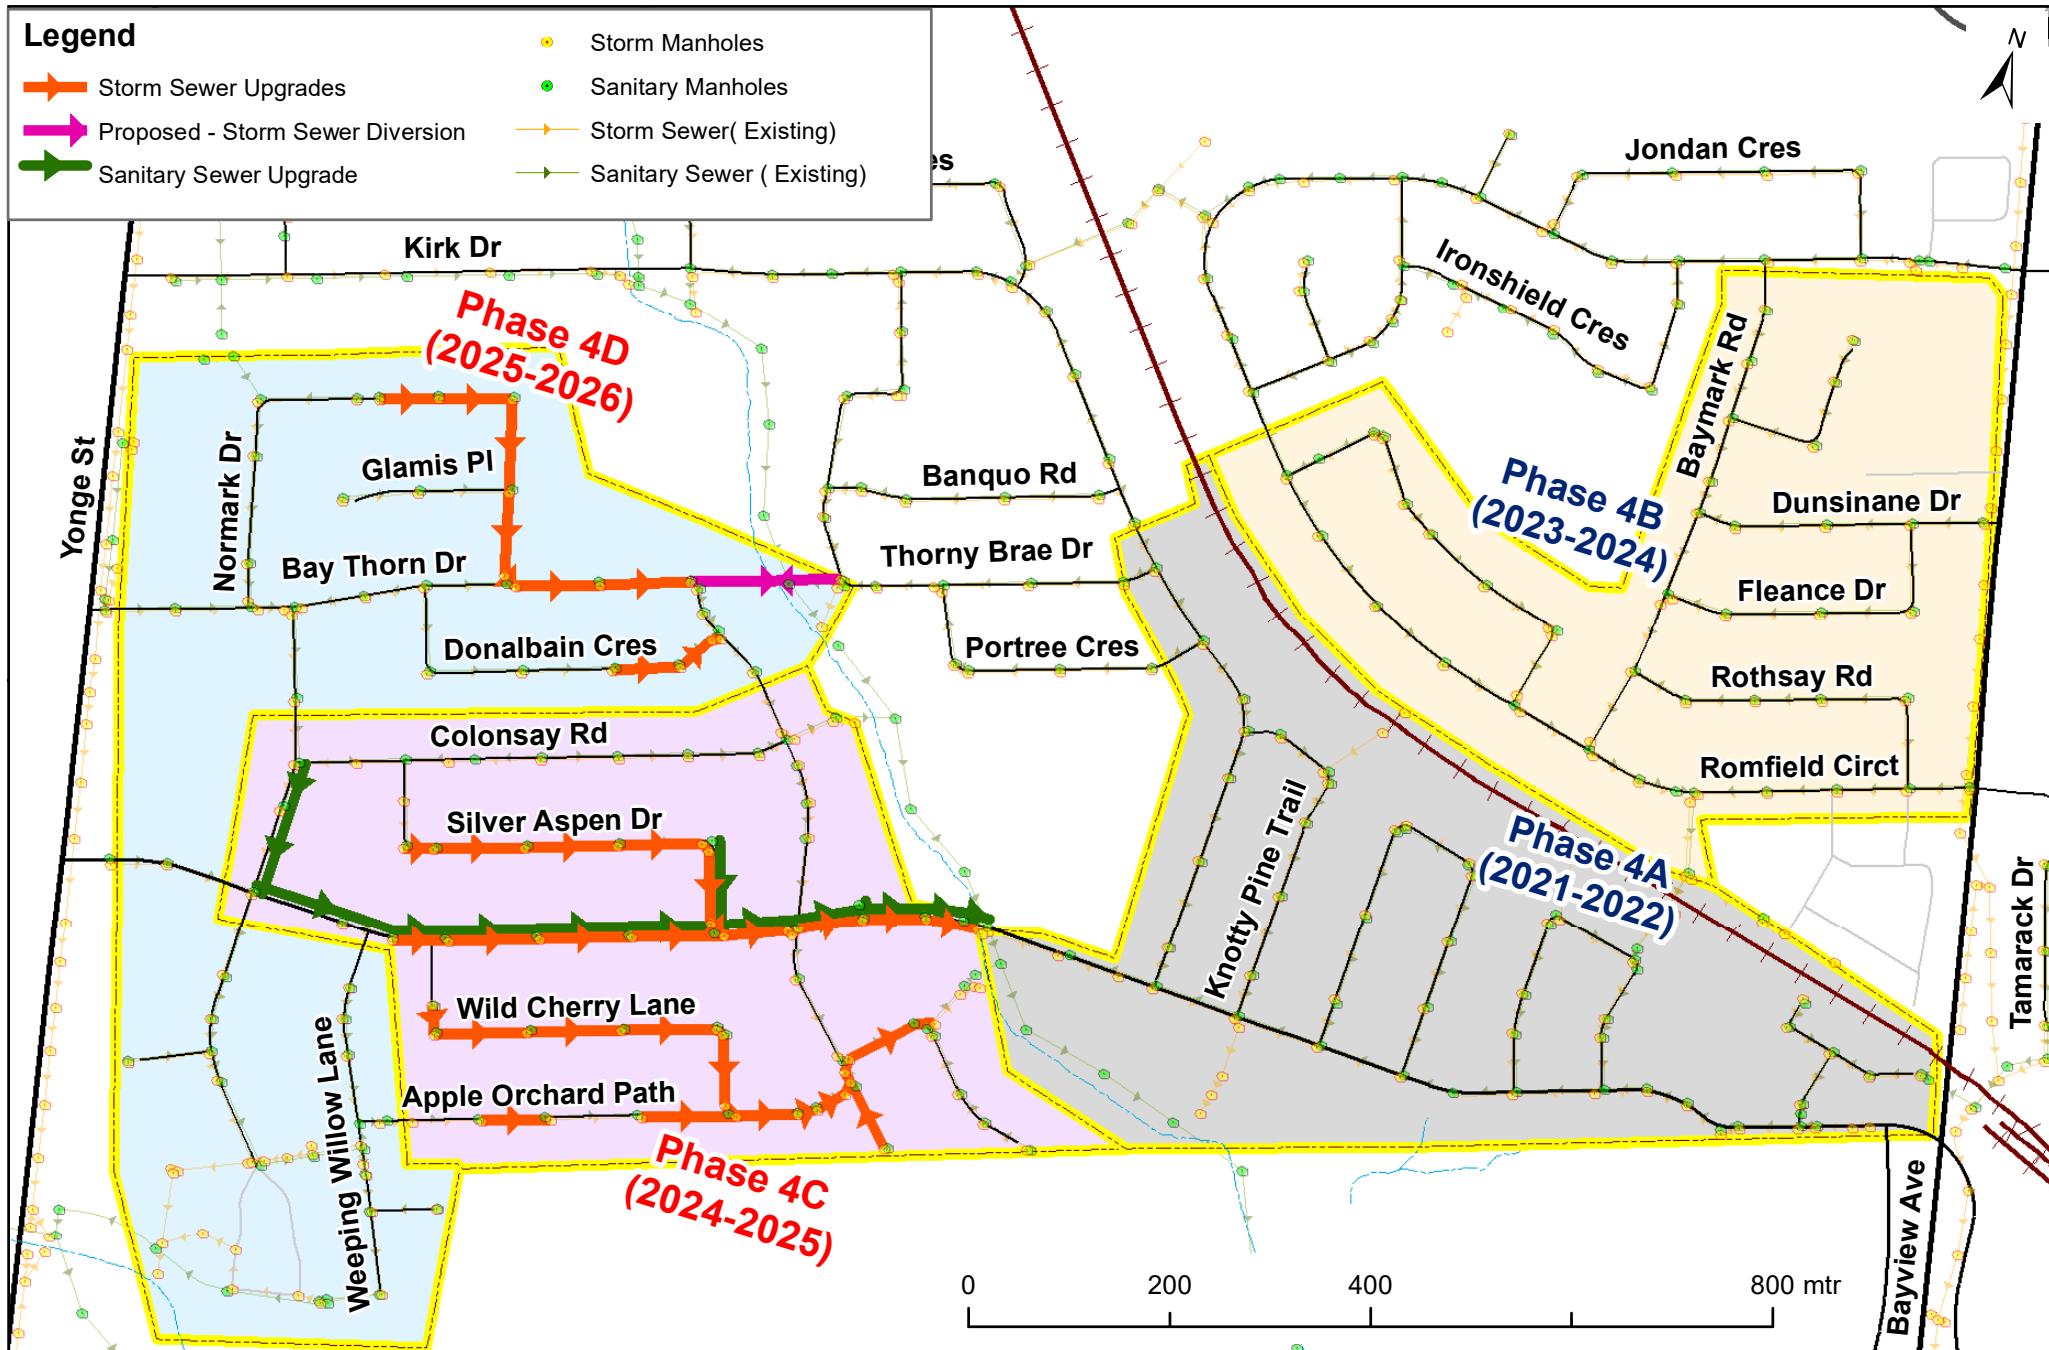 Legend
Storm Sewer Upgrades
Proposed - Storm Sewer Diversion
Sanitary Sewer Upgrade
Storm Manholes
Sanitary Manholes
Storm Sewer( Existing)
Sanitary Sewer ( Existing)
N
es
Jondan Cres
Kirk Dr
Ironshield Cres
Phase 4D
(2025-2026)
Baymark Rd
Yonge St
Normark Dr
Glamis Pl
Banquo Rd
Phase 4B
(2023-2024)
Dunsinane Dr
Bay Thorn Dr
Thorny Brae Dr
Fleance Dr
Donalbain Cres
Portree Cres
Rothsay Rd
Colonsay Rd
Romfield Circt
Silver Aspen Dr
Knotty Pine Trail
Phase 4A
(2021-2022)
Tamarack Dr
Wild Cherry Lane
Weeping Willow Lane
Apple Orchard Path
Phase 4C
(2024-2025)
Bayview Ave
0 200 400 800 mtr